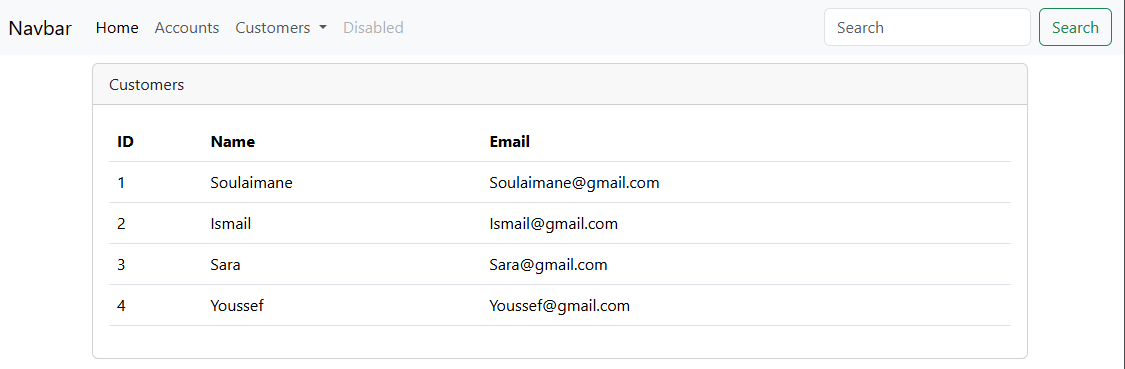 Navbar Home Accounts Customers Disabled Search Search
Customers
ID Name Email
1 Soulaimane Soulaimane@gmail.com
2 Ismail Ismail@gmail.com
3 Sara Sara@gmail.com
4 Youssef Youssef@gmail.com